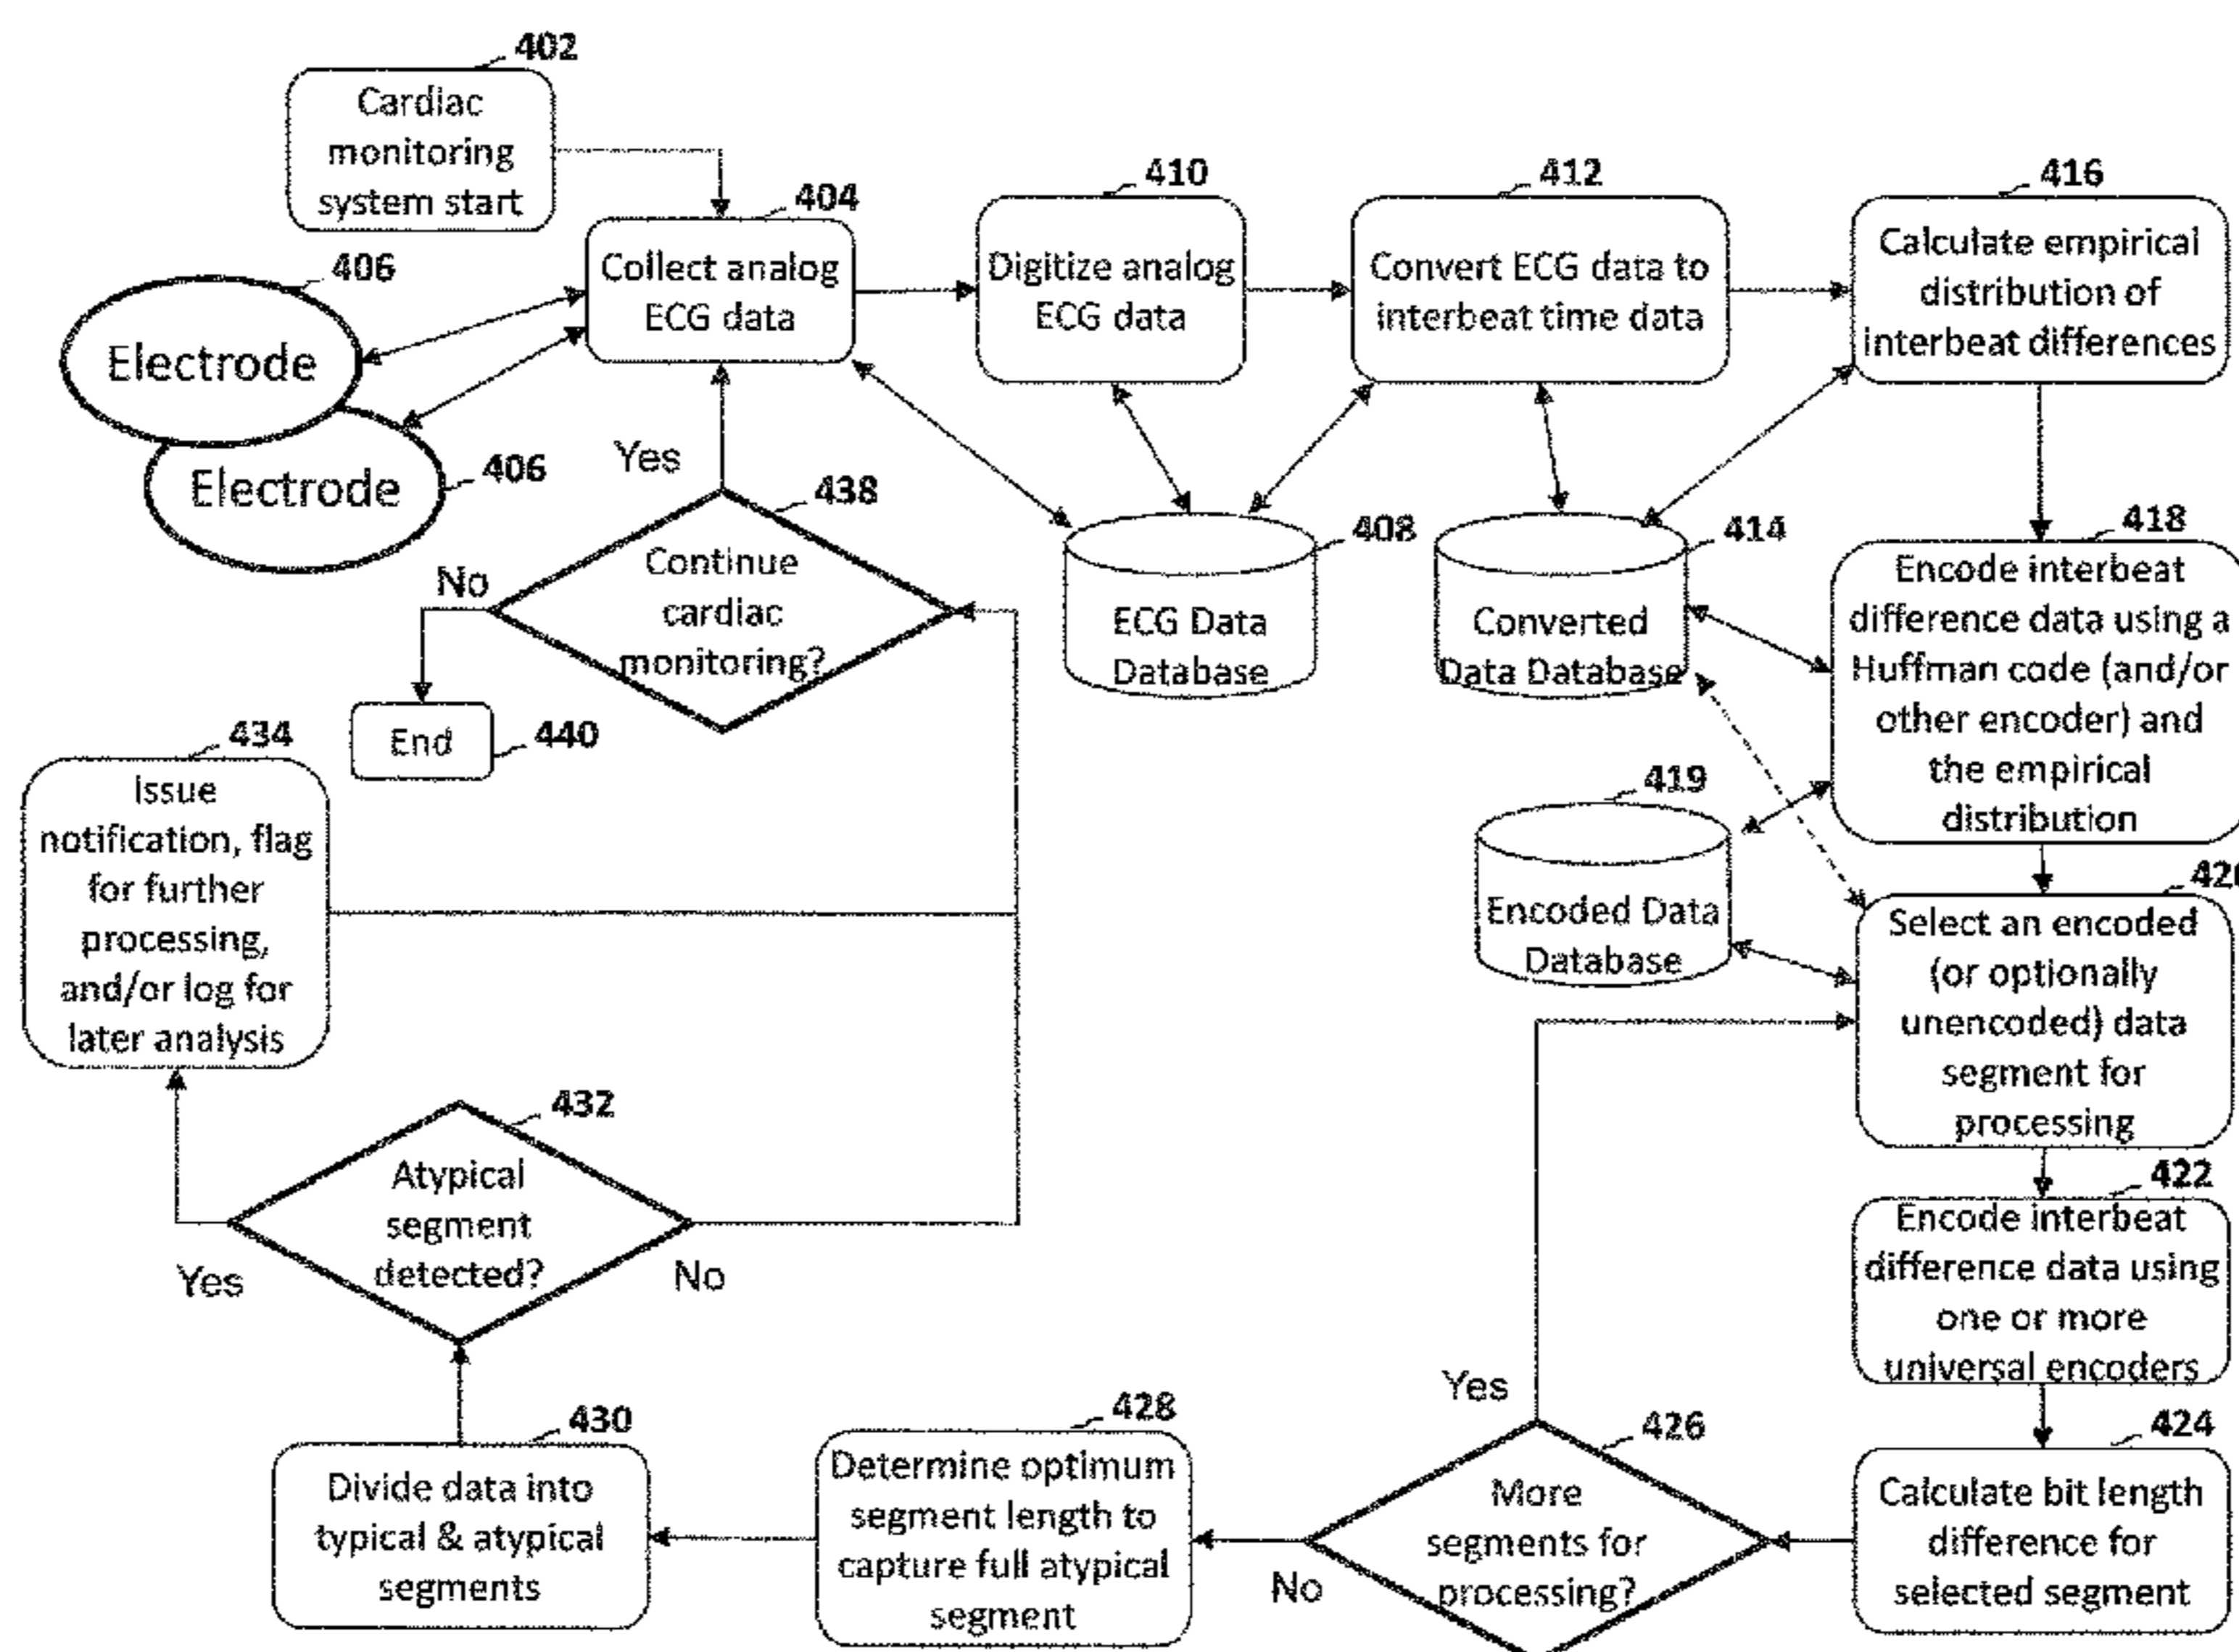 402
Cardiac
monitoring
system start
404
Collect analog
ECG data
406
Electrode
406
Electrode
410
Digitize analog
ECG data
412
Convert ECG data to
interbeat time data
416
Calculate empirical
distribution of
interbeat differences
408
ECG Data
Database
414
Converted
Data Database
418
Encode interbeat
difference data using a
Huffman code (and/or
other encoder) and
the empirical
distribution
419
Encoded Data
Database
Select an encoded
(or optionally
unencoded) data
segment for
processing
422
Encode interbeat
difference data using
one or more
universal encoders
424
Calculate bit length
difference for
selected segment
426
More
segments for
processing?
Yes
No
428
Determine optimum
segment length to
capture full atypical
segment
430
Divide data into
typical & atypical
segments
432
Atypical
segment
detected?
Yes
No
434
Issue
notification, flag
for further
processing,
and/or log for
later analysis
438
Continue
cardiac
monitoring?
Yes
No
End
440